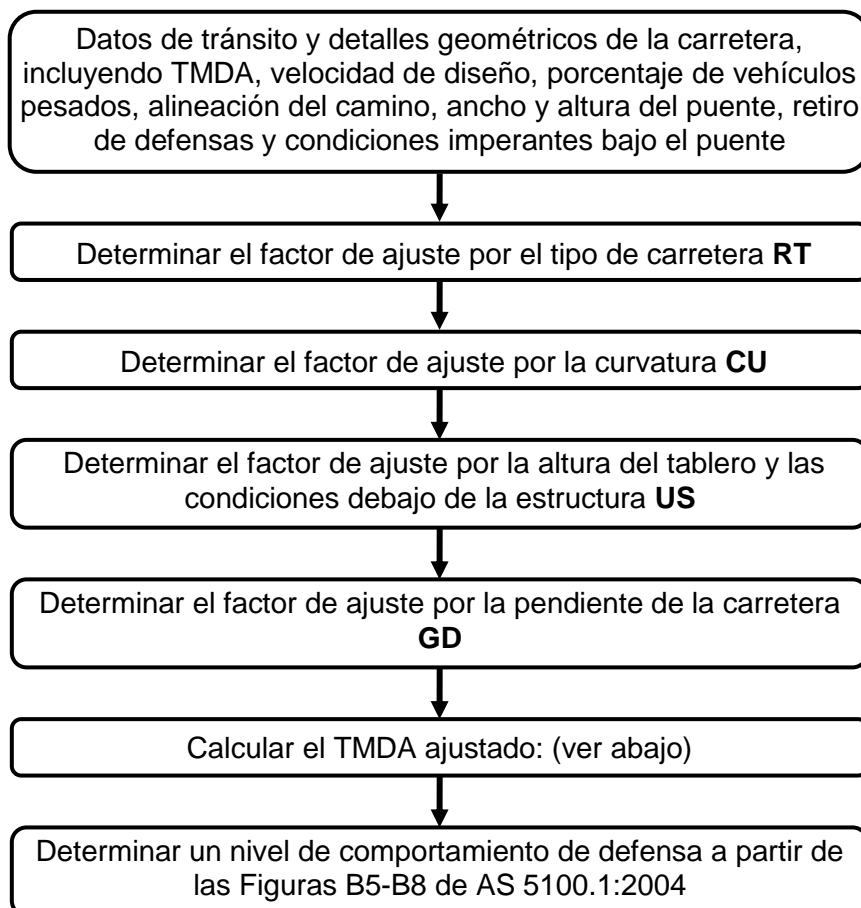 Datos de tránsito y detalles geométricos de la carretera,
incluyendo TMDA, velocidad de diseño, porcentaje de vehículos
pesados, alineación del camino, ancho y altura del puente, retiro
de defensas y condiciones imperantes bajo el puente
Determinar el factor de ajuste por el tipo de carretera RT
Determinar el factor de ajuste por la curvatura CU
Determinar el factor de ajuste por la altura del tablero y las
condiciones debajo de la estructura US
Determinar el factor de ajuste por la pendiente de la carretera
GD
Calcular el TMDA ajustado: (ver abajo)
Determinar un nivel de comportamiento de defensa a partir de
las Figuras B5-B8 de AS 5100.1:2004